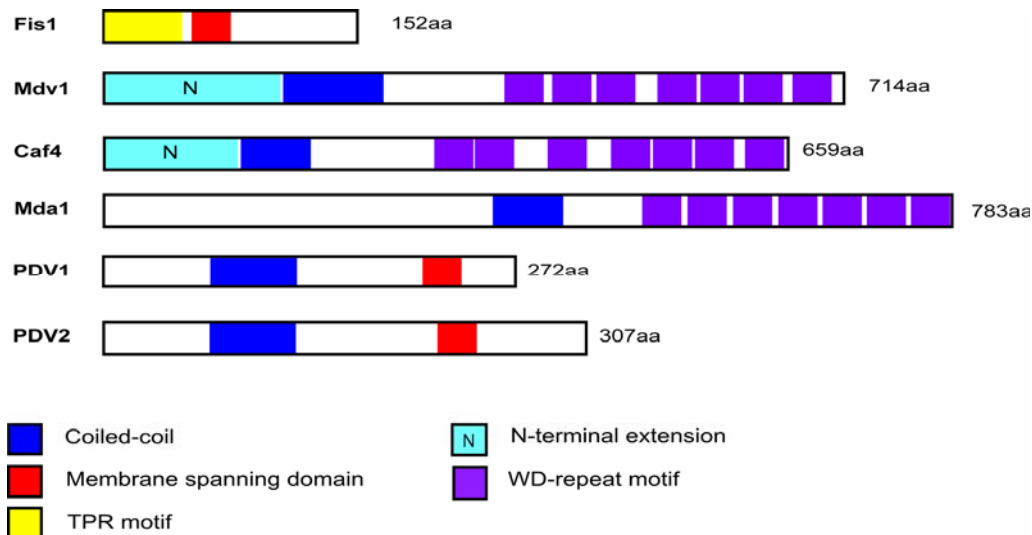 Fis1 152aa
Mdv1 N 714aa
Caf4 N 659aa
Mda1 783aa
PDV1 272aa
PDV2 307aa
Coiled-coil
Membrane spanning domain
TPR motif
N N-terminal extension
WD-repeat motif